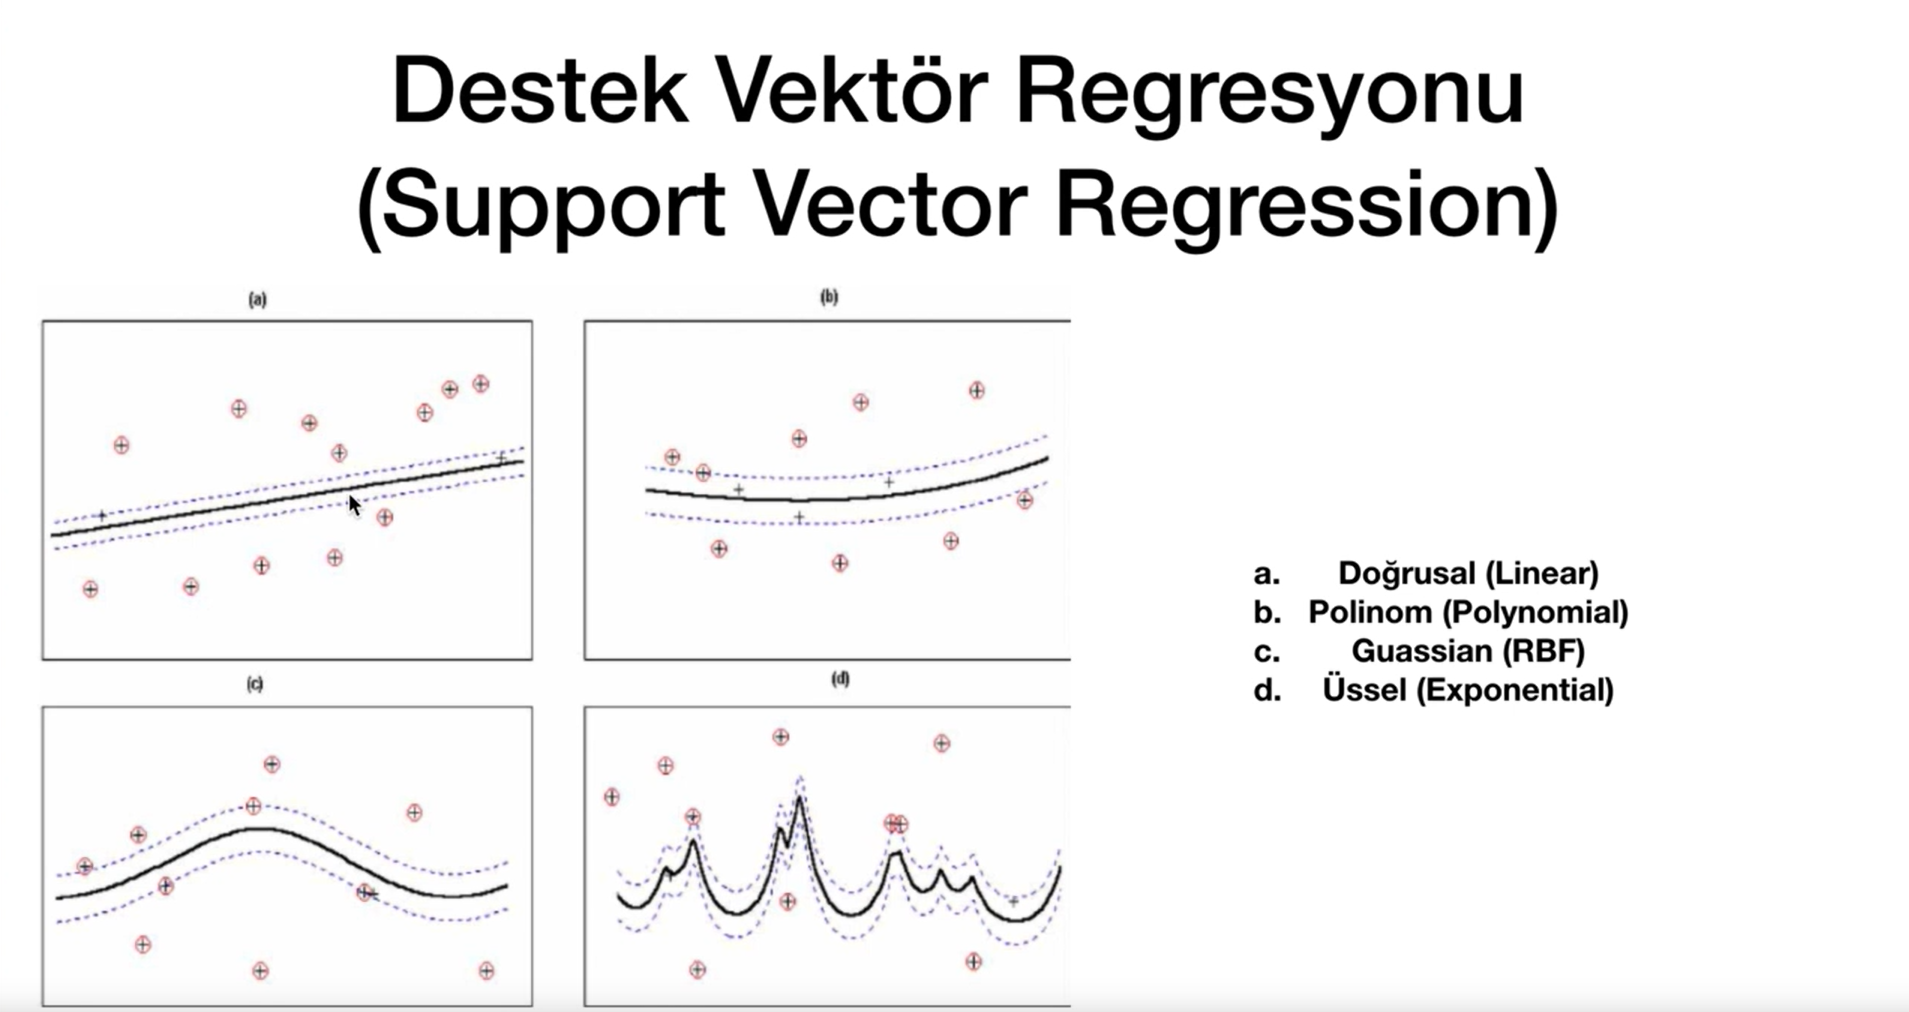 Destek Vektör Regresyonu
(Support Vector Regression)
(a)
(b)
(c)
(d)
a. Doğrusal (Linear)
b. Polinom (Polynomial)
c. Guassian (RBF)
d. Üssel (Exponential)